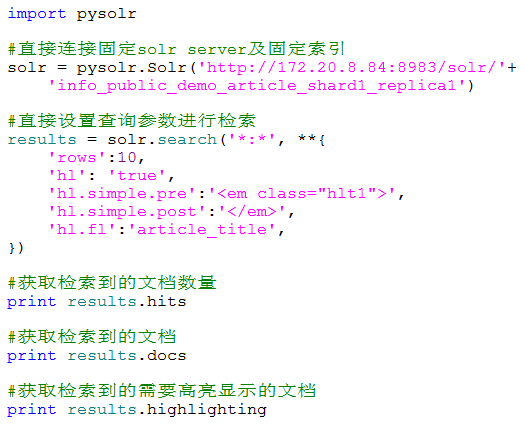 import pysolr
#直接连接固定solr server及固定索引
solr = pysolr.Solr('http://172.20.8.84:8983/solr/'+
'info_public_demo_article_shard1_replica1')
#直接设置查询参数进行检索
results = solr.search('*:*', **{
'rows':10,
'hl': 'true',
'hl.simple.pre':'<em class="hlt1">',
'hl.simple.post':'</em>',
'hl.fl':'article_title',
})
#获取检索到的文档数量
print results.hits
#获取检索到的文档
print results.docs
#获取检索到的需要高亮显示的文档
print results.highlighting